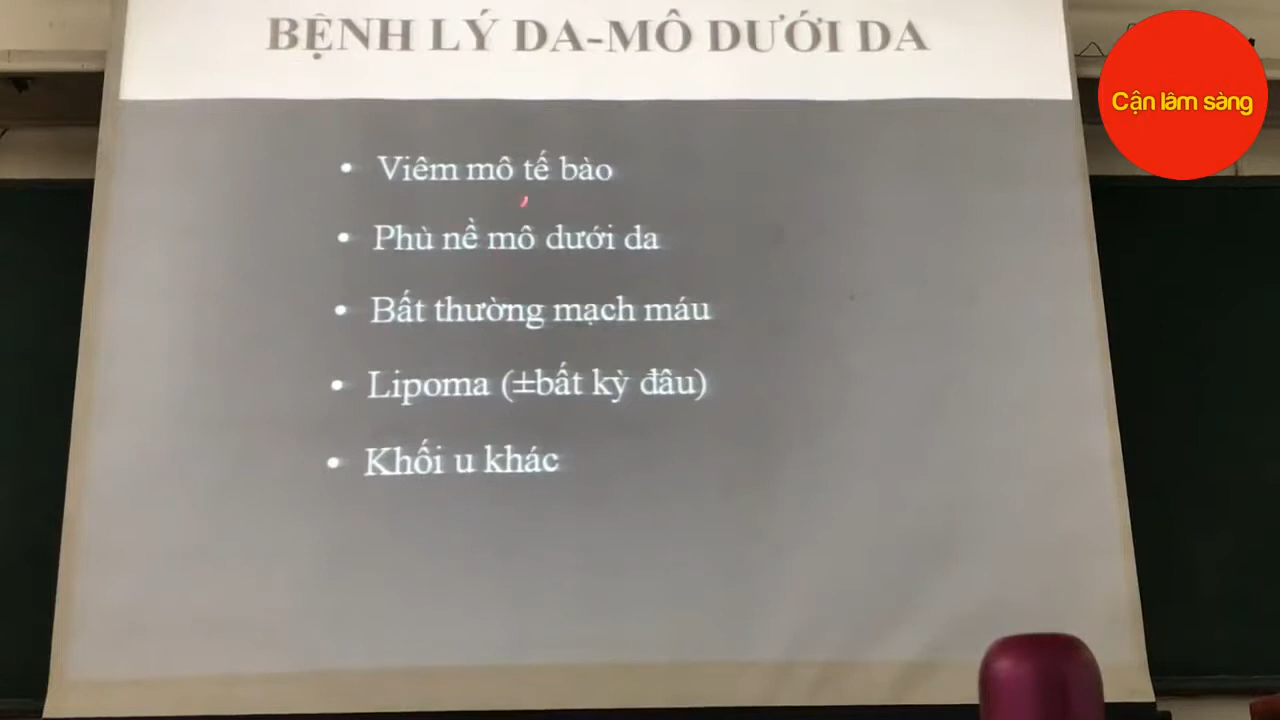 BỆNH LÝ DA-MÔ DƯỚI DA
Cận lâm sàng
• Viêm mô tế bào
• Phù nề mô dưới da
• Bất thường mạch máu
• Lipoma (±bất kỳ đâu)
• Khối u khác